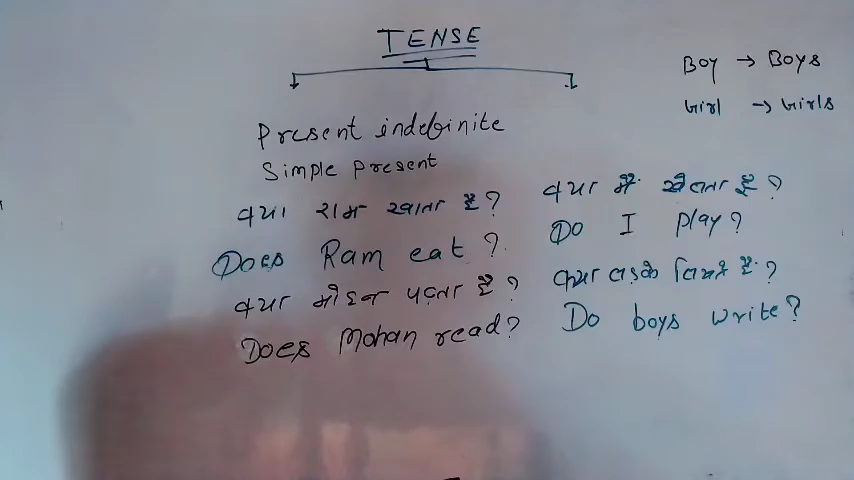 TENSE
Boy → Boys
Girl → Girls
Present indefinite
Simple present
क्या राम खाता है?
Does Ram eat?
क्या मोहन पढ़ता है?
Does Mohan read?
क्या मैं खेलता हूँ?
Do I play?
क्या लड़के लिखते हैं?
Do boys write?